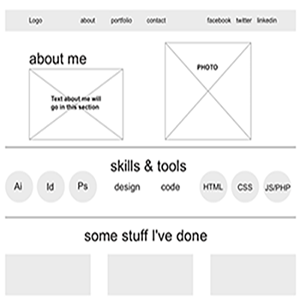 Logo about portfolio contact facebook twitter linkedin
about me
PHOTO
Text about me will
go in this section
skills & tools
Ai Id Ps design code HTML CSS JS/PHP
some stuff I've done